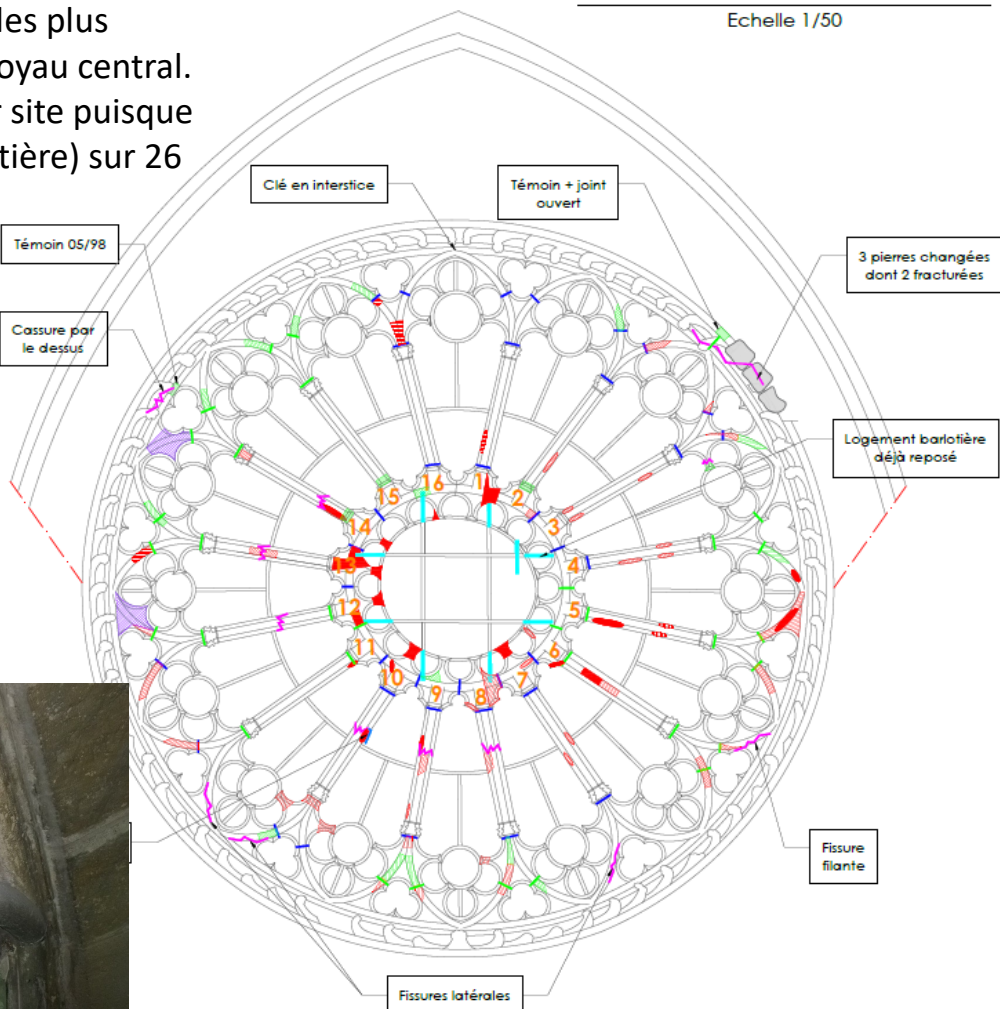 les plus
oyau central.
site puisque
tière) sur 26
Echelle 1/50
Clé en interstice
Témoin + joint
ouvert
Témoin 05/98
3 pierres changées
dont 2 fracturées
Cassure par
le dessus
Logement barlotière
déjà reposé
16
1
15
2
14
3
13
4
12
5
11
6
10
7
9
8
Fissure
filante
Fissures latérales